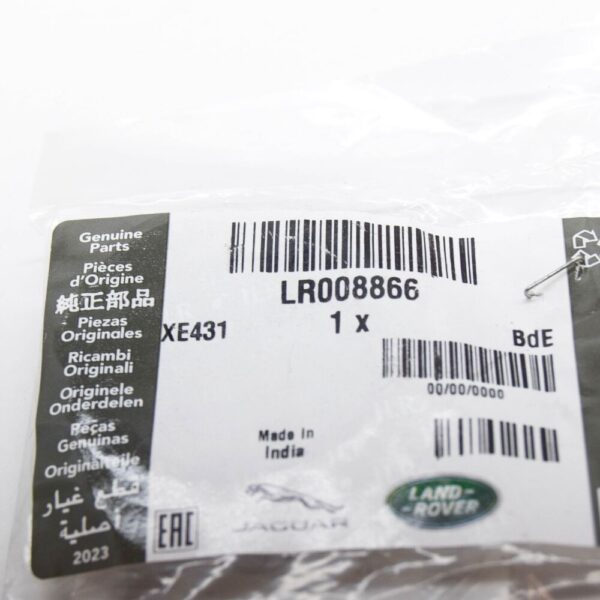 Genuine
Parts
Pièces
d'Origine
純正部品
Piezas
Originales
Ricambi
Originali
Originele
Onderdelen
Peças
Genuinas
Originalteile
قطع غيار
أصلية
2023
LR008866
1 x
XE431
BdE
00/00/0000
Made In
India
EAC
JAGUAR
LAND-
-ROVER